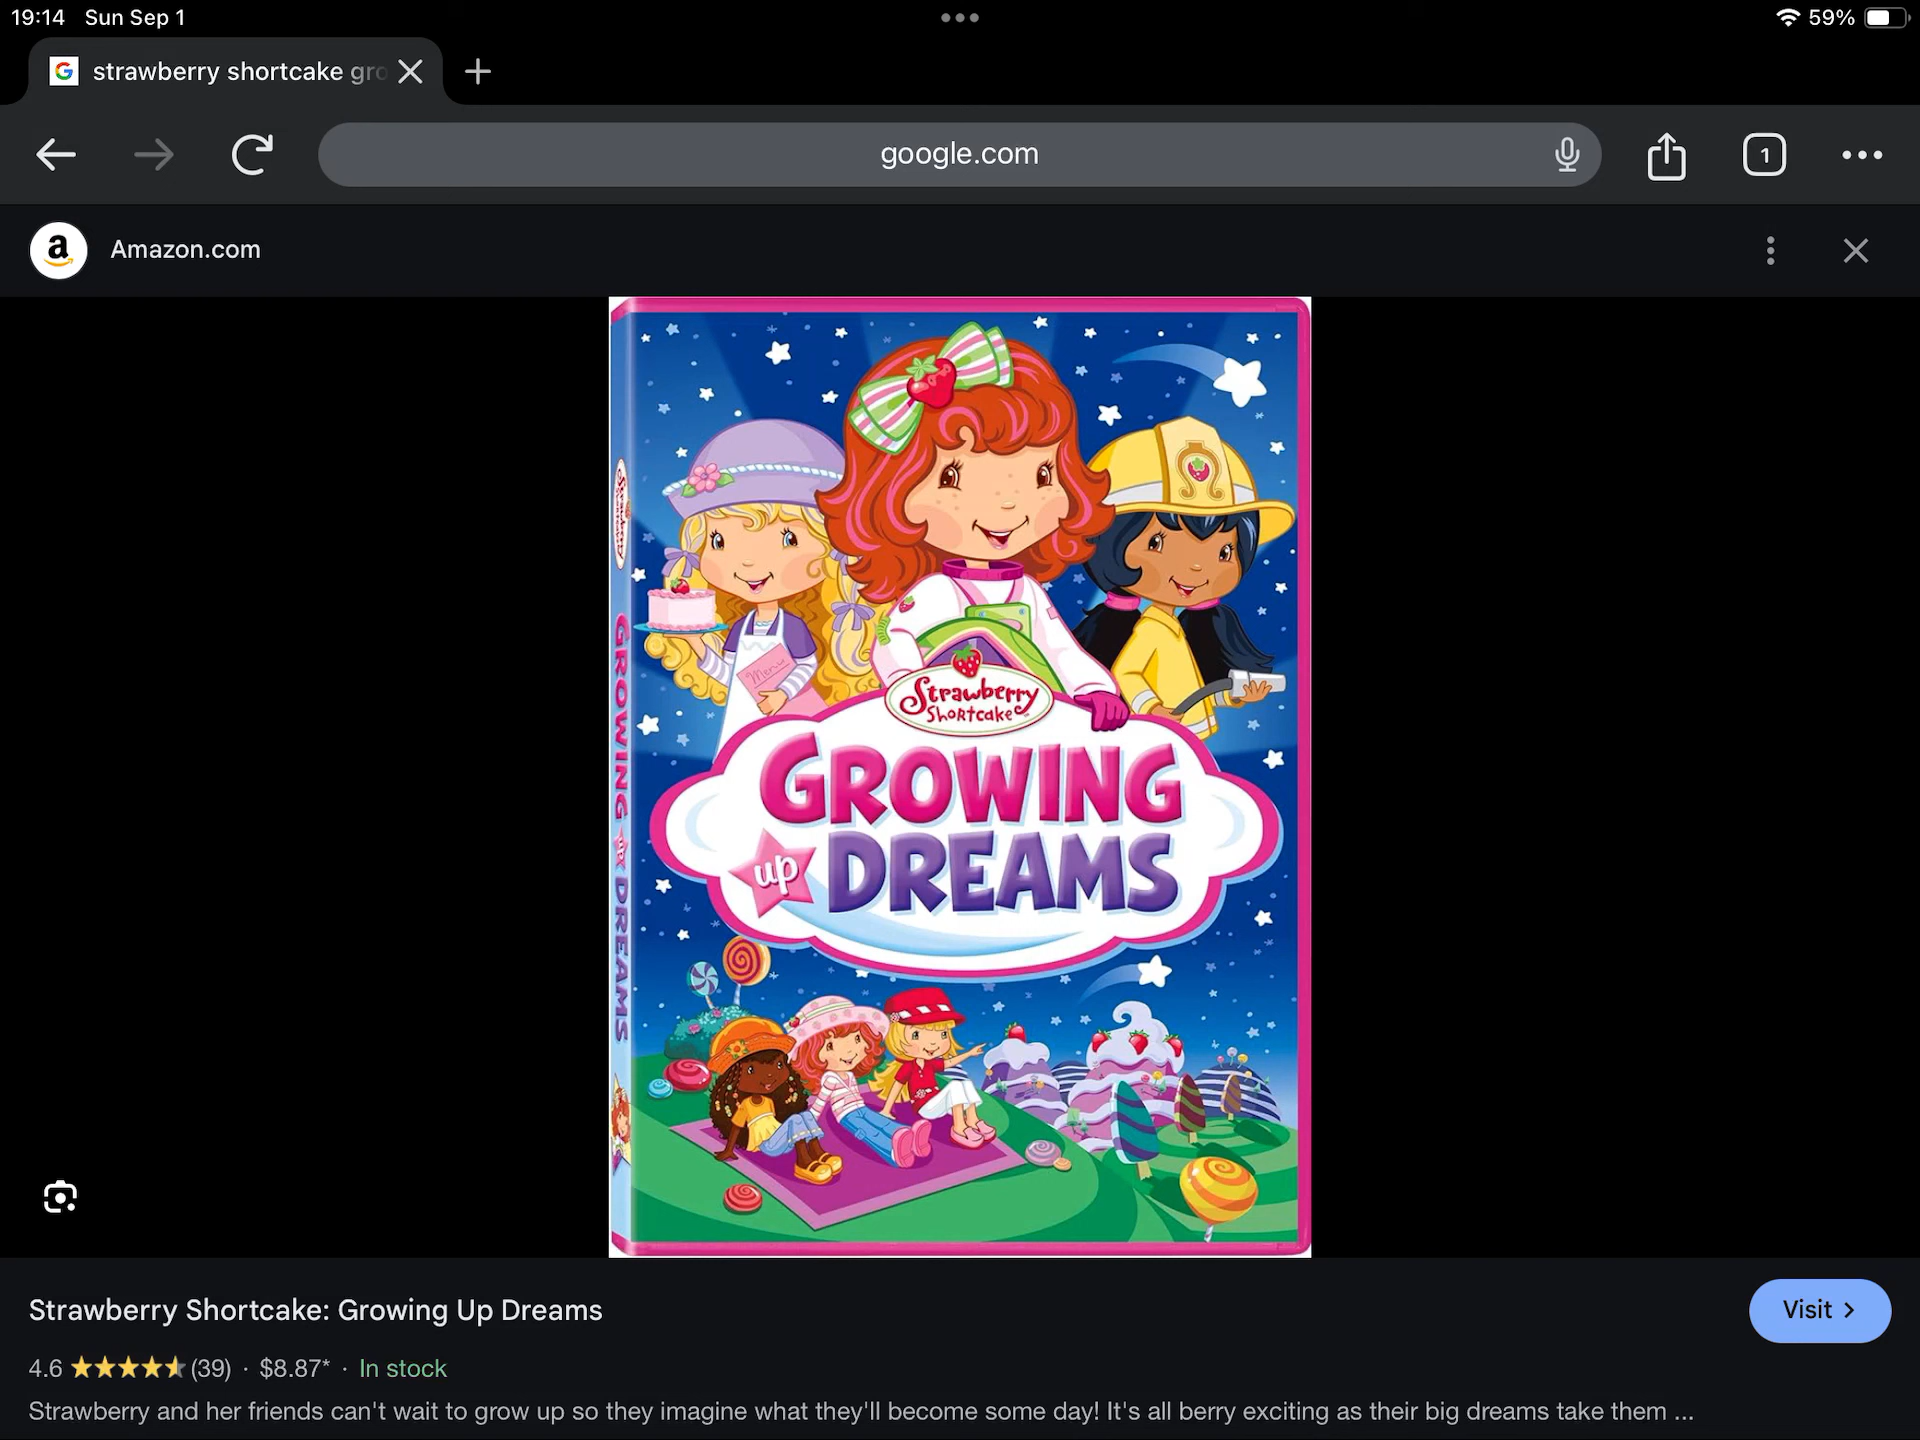 19:14 Sun Sep 1
59%
G strawberry shortcake gro
google.com
1
a Amazon.com
Menu
Strawberry
Shortcake
GROWING
up DREAMS
GROWING up DREAMS
Strawberry Shortcake: Growing Up Dreams
Visit >
4.6 (39) · $8.87* · In stock
Strawberry and her friends can't wait to grow up so they imagine what they'll become some day! It's all berry exciting as their big dreams take them ...